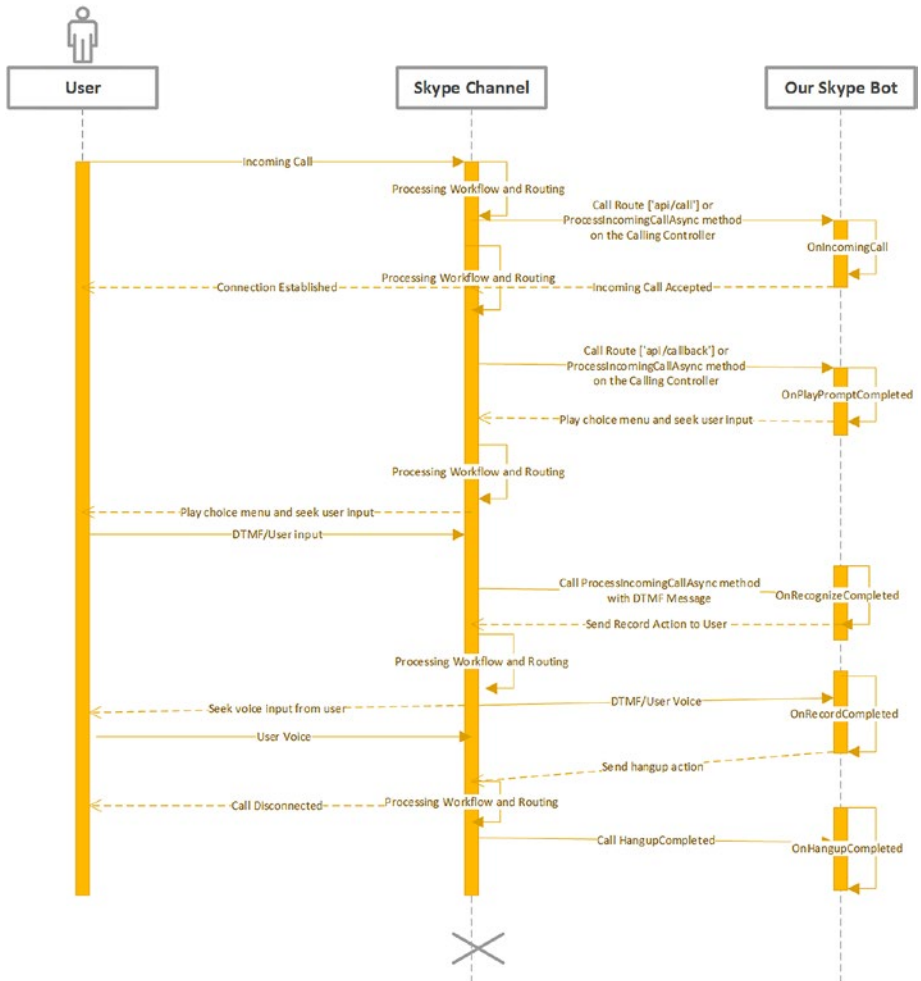 User
Skype Channel
Our Skype Bot
Incoming Call
Processing Workflow and Routing
Call Route ['api/call'] or
ProcessIncomingCallAsync method
on the Calling Controller
OnIncomingCall
Processing Workflow and Routing
Connection Established
Incoming Call Accepted
Call Route ['api/callback'] or
ProcessIncomingCallAsync method
on the Calling Controller
OnPlayPromptCompleted
Play choice menu and seek user input
Processing Workflow and Routing
Play choice menu and seek user input
DTMF/User input
Call ProcessIncomingCallAsync method
with DTMF Message
OnRecognizeCompleted
Send Record Action to User
Processing Workflow and Routing
Seek voice input from user
DTMF/User Voice
OnRecordCompleted
User Voice
Send hangup action
Call Disconnected
Processing Workflow and Routing
Call HangupCompleted
OnHangupCompleted